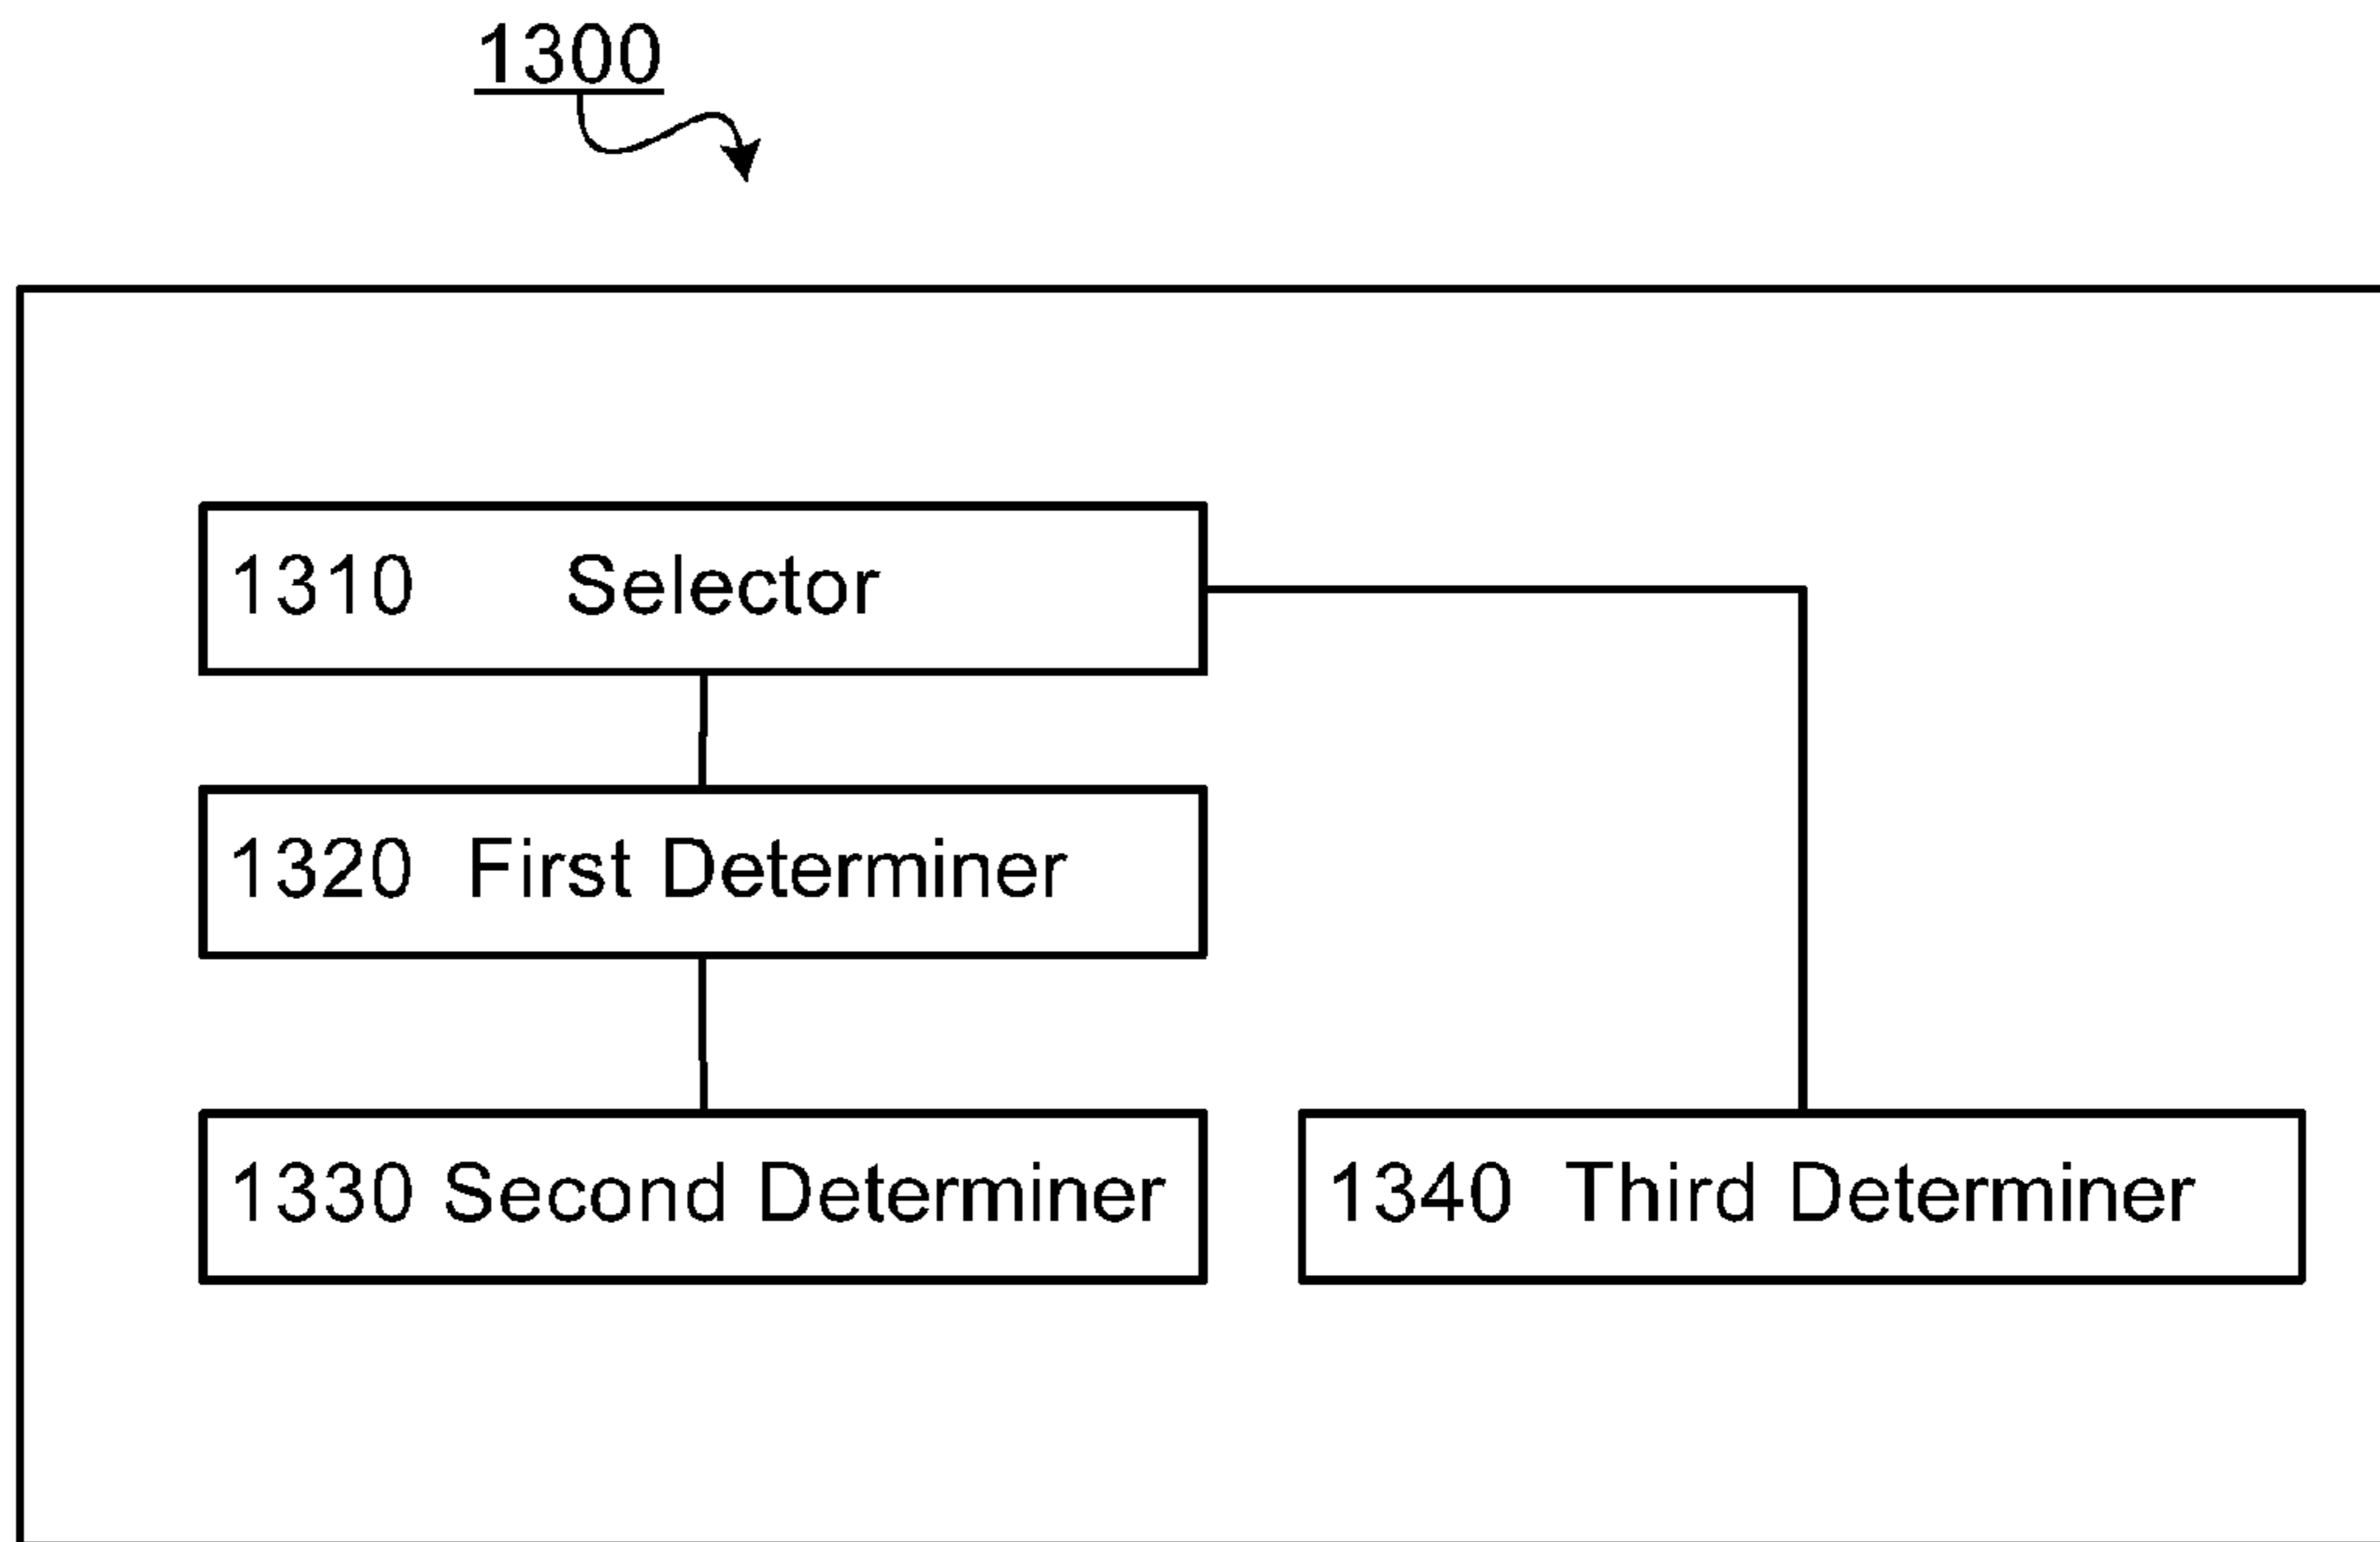 1300
1310 Selector
1320 First Determiner
1330 Second Determiner
1340 Third Determiner